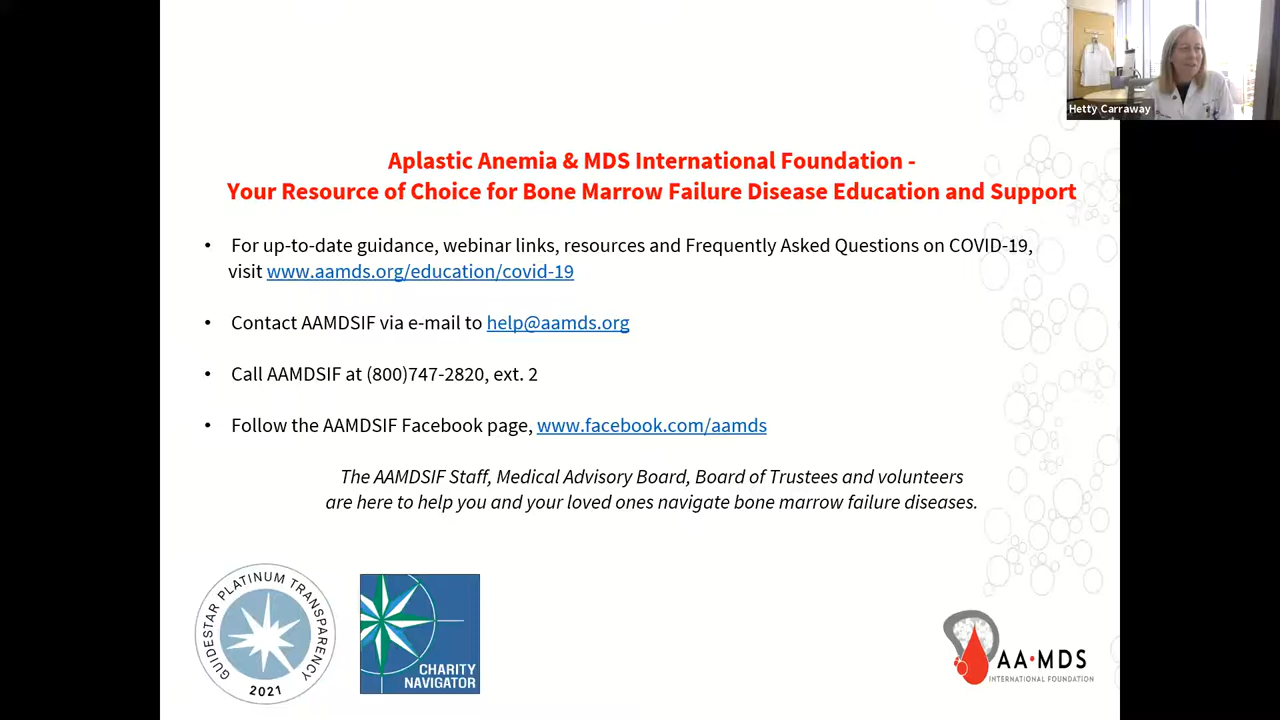 Hetty Carraway
Aplastic Anemia & MDS International Foundation -
Your Resource of Choice for Bone Marrow Failure Disease Education and Support
• For up-to-date guidance, webinar links, resources and Frequently Asked Questions on COVID-19,
visit www.aamds.org/education/covid-19
• Contact AAMDSIF via e-mail to help@aamds.org
• Call AAMDSIF at (800)747-2820, ext. 2
• Follow the AAMDSIF Facebook page, www.facebook.com/aamds
The AAMDSIF Staff, Medical Advisory Board, Board of Trustees and volunteers
are here to help you and your loved ones navigate bone marrow failure diseases.
GUIDESTAR PLATINUM TRANSPARENCY
2021
CHARITY
NAVIGATOR
AA·MDS
INTERNATIONAL FOUNDATION